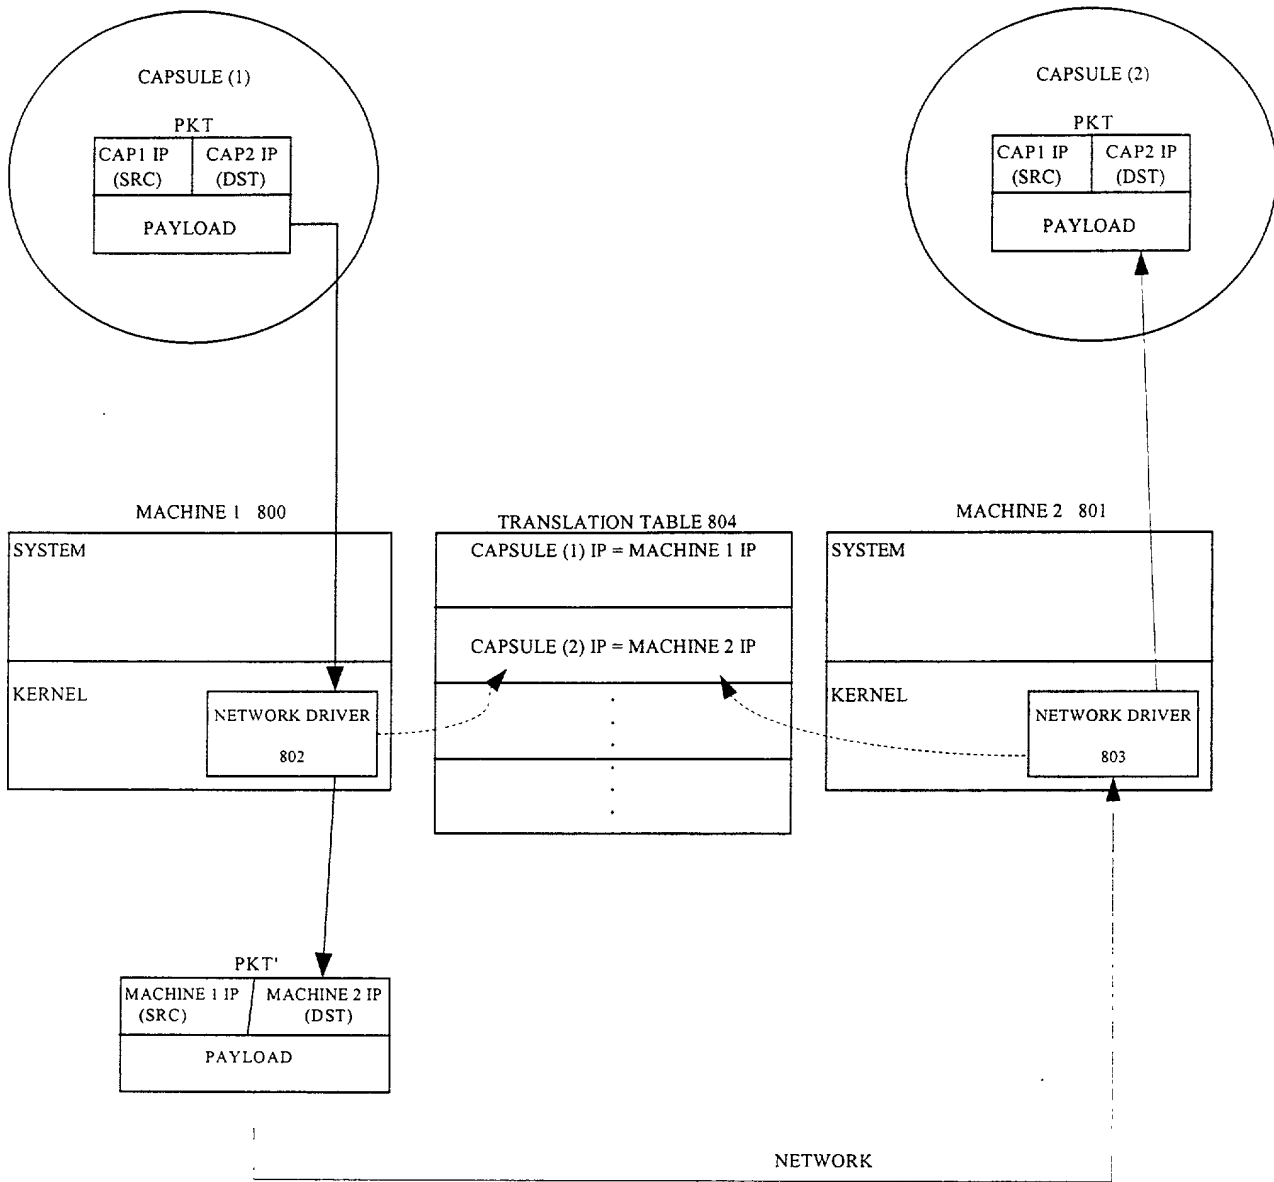 CAPSULE (1)
PKT
CAP1 IP
(SRC)
CAP2 IP
(DST)
PAYLOAD
CAPSULE (2)
PKT
CAP1 IP
(SRC)
CAP2 IP
(DST)
PAYLOAD
MACHINE 1 800
SYSTEM
KERNEL
NETWORK DRIVER
802
TRANSLATION TABLE 804
CAPSULE (1) IP = MACHINE 1 IP
CAPSULE (2) IP = MACHINE 2 IP
MACHINE 2 801
SYSTEM
KERNEL
NETWORK DRIVER
803
PKT'
MACHINE 1 IP
(SRC)
MACHINE 2 IP
(DST)
PAYLOAD
NETWORK